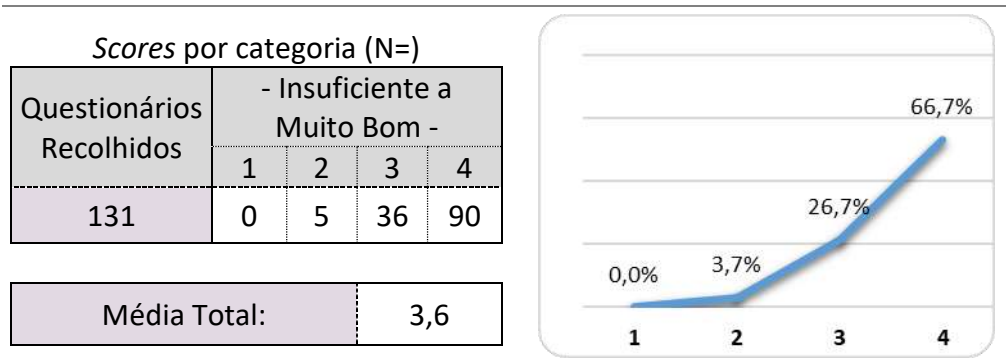 Scores por categoria (N=)
Questionários
Recolhidos
- Insuficiente a
Muito Bom -
1 2 3 4
131 0 5 36 90
Média Total: 3,6
66,7%
26,7%
3,7%
0,0%
1 2 3 4